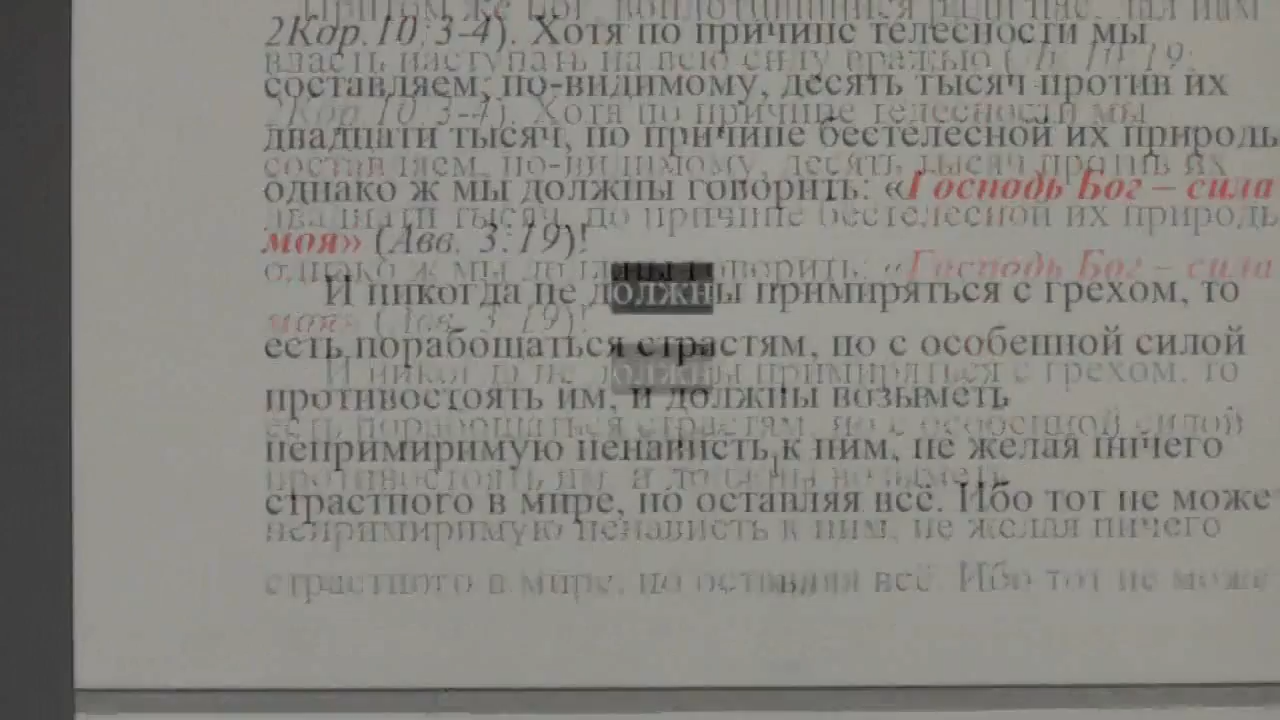 2Кор.10:3-4). Хотя по причине телесности мы
составляем, по-видимому, десять тысяч против их
двадцати тысяч, по причине бестелесной их природы
однако ж мы должны говорить: «Господь Бог – сила
моя» (Авв. 3:19)!
И никогда не должны примиряться с грехом, то
есть порабощаться страстям, но с особенной силой
противостоять им, и должны возыметь
непримиримую ненависть к ним, не желая ничего
страстного в мире, но оставляя всё. Ибо тот не може